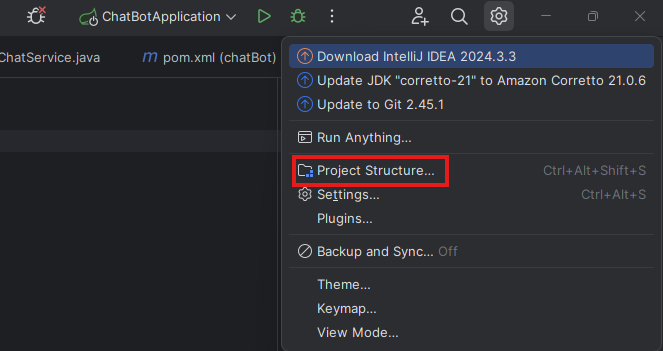 ChatBotApplication
ChatService.java
m pom.xml (chatBot)
Download IntelliJ IDEA 2024.3.3
Update JDK "corretto-21" to Amazon Corretto 21.0.6
Update to Git 2.45.1
Run Anything...
Project Structure... Ctrl+Alt+Shift+S
Settings... Ctrl+Alt+S
Plugins...
Backup and Sync... Off
Theme...
Keymap...
View Mode...